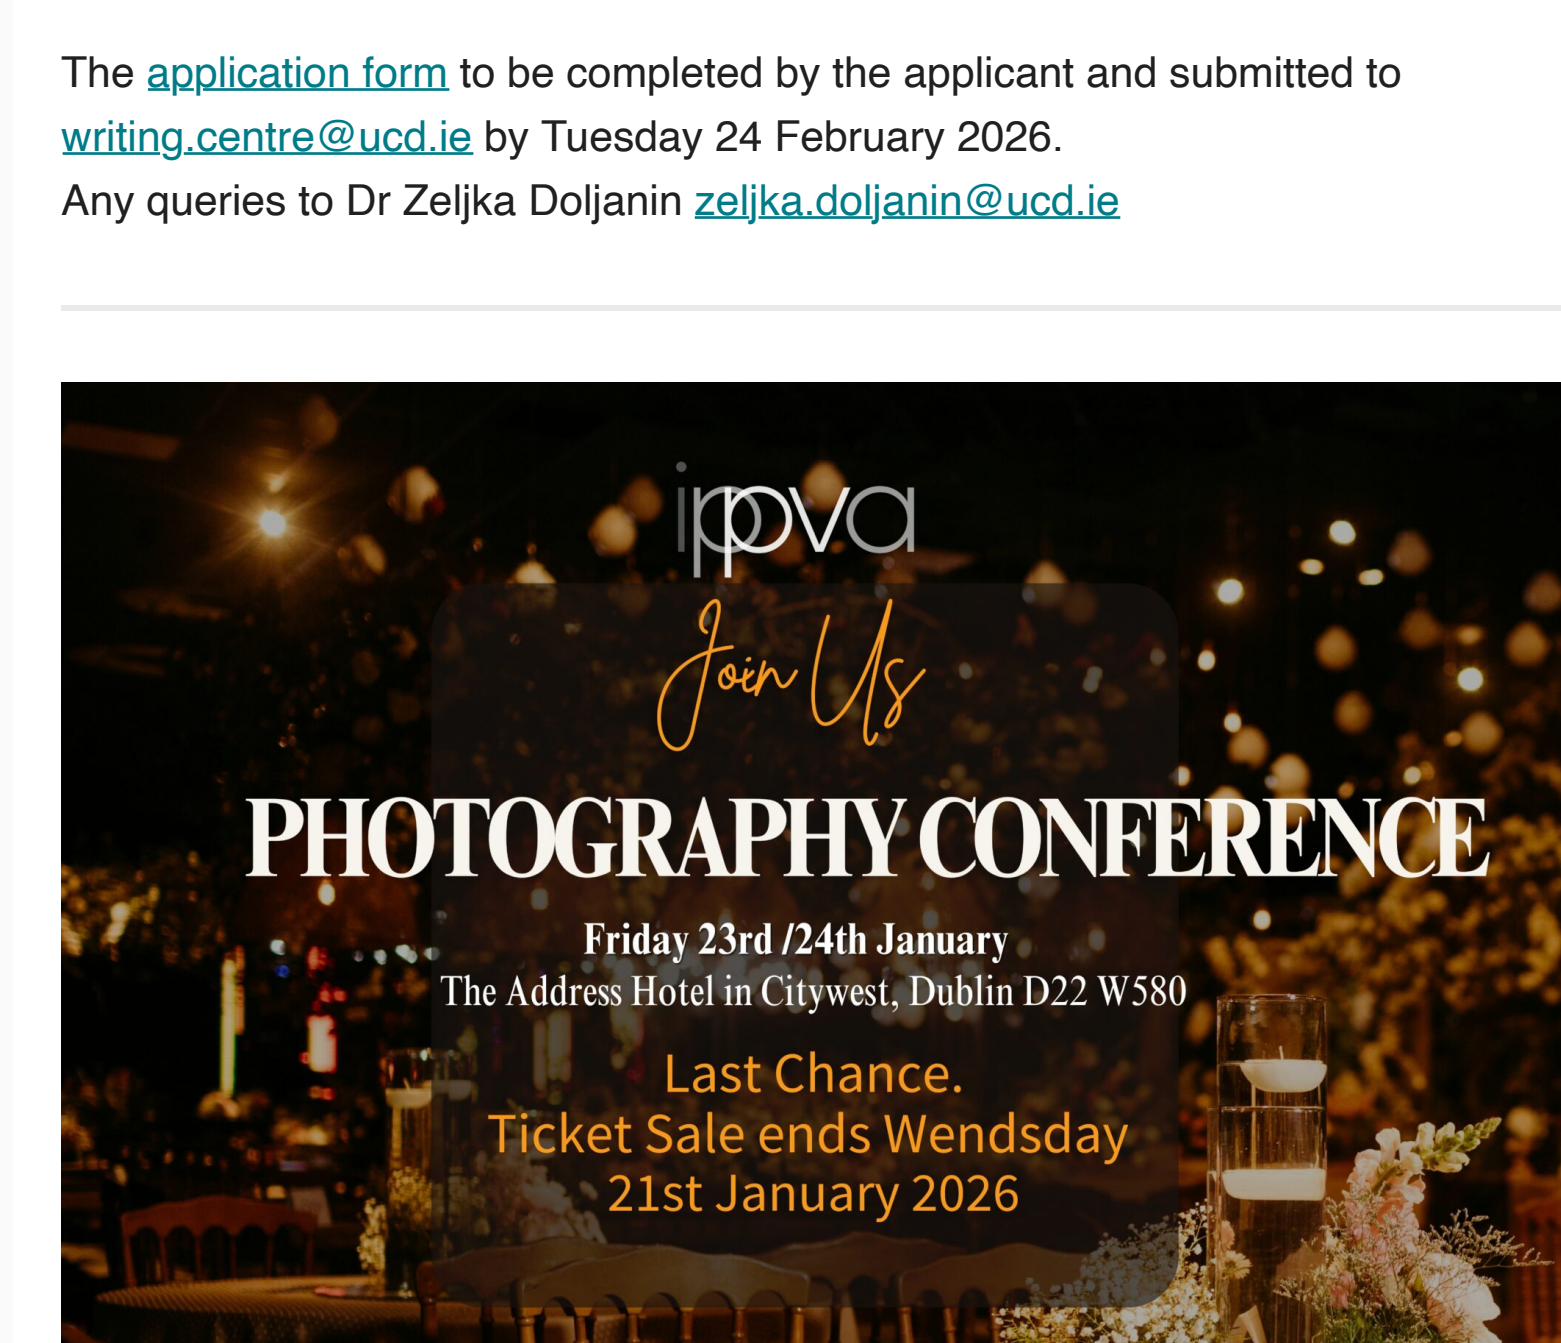 The application form to be completed by the applicant and submitted to
writing.centre@ucd.ie by Tuesday 24 February 2026.
Any queries to Dr Zeljka Doljanin zeljka.doljanin@ucd.ie
ippva
Join Us
PHOTOGRAPHY CONFERENCE
Friday 23rd /24th January
The Address Hotel in Citywest, Dublin D22 W580
Last Chance.
Ticket Sale ends Wendsday
21st January 2026